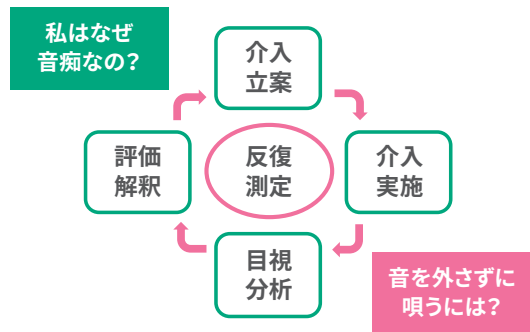 私はなぜ
音痴なの？
介入
立案
評価
解釈
反復
測定
介入
実施
目視
分析
音を外さずに
唄うには？